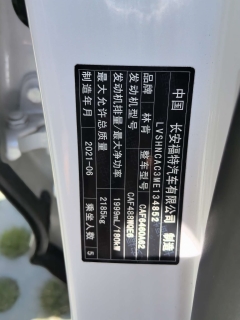 中国 长安福特汽车有限公司 制造
LVSHNCAC3ME134852
品牌 林肯 整车型号 CAF6460A62
发动机型号 CAF488WQE6
发动机排量/最大净功率 1999mL/180kW
最大允许总质量 2185kg
制造年月 2021-06 乘坐人数 5